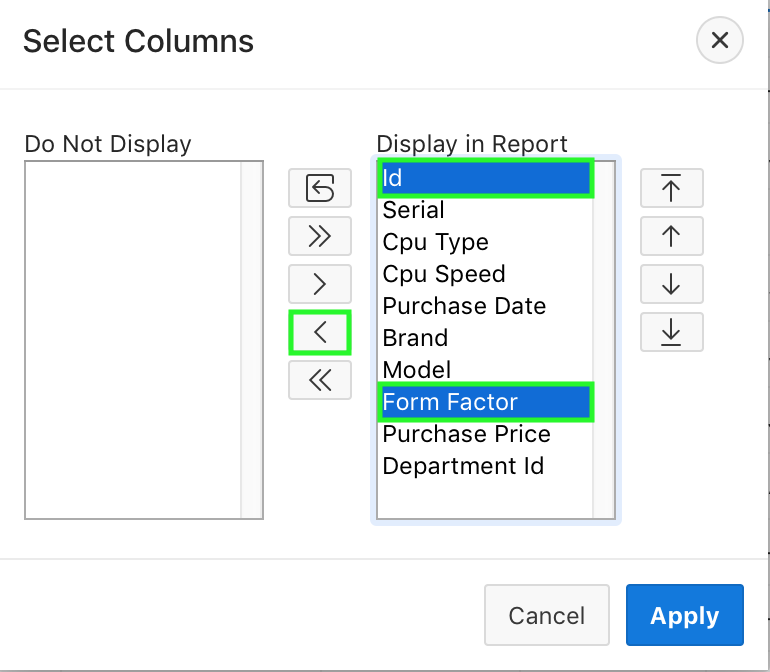 Select Columns
Do Not Display
Display in Report
Id
Serial
Cpu Type
Cpu Speed
Purchase Date
Brand
Model
Form Factor
Purchase Price
Department Id
Cancel
Apply